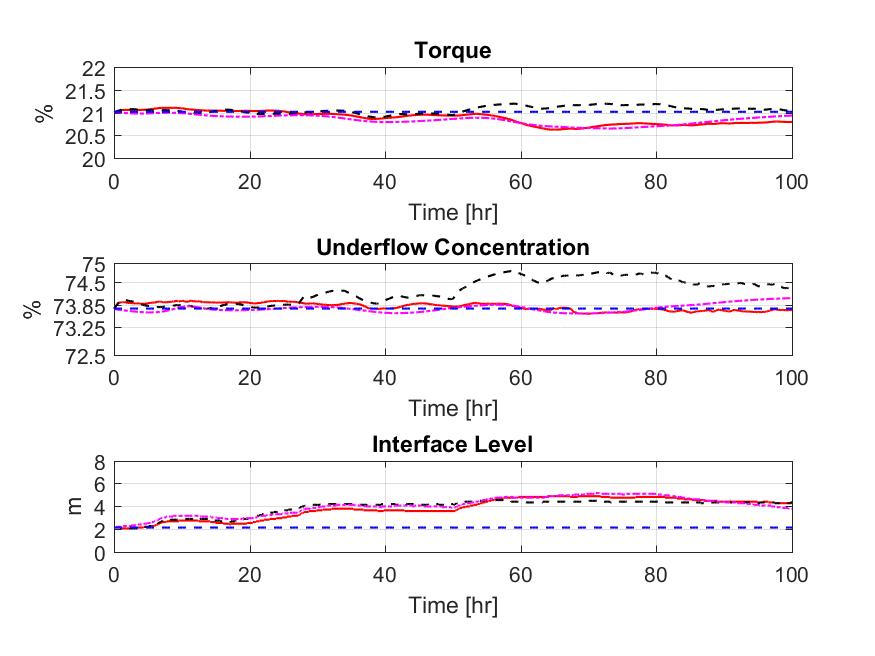 Torque
22
21.5
21
20.5
20
%
0 20 40 60 80 100
Time [hr]
Underflow Concentration
75
74.5
73.85
73.25
72.5
%
0 20 40 60 80 100
Time [hr]
Interface Level
8
6
4
2
0
m
0 20 40 60 80 100
Time [hr]